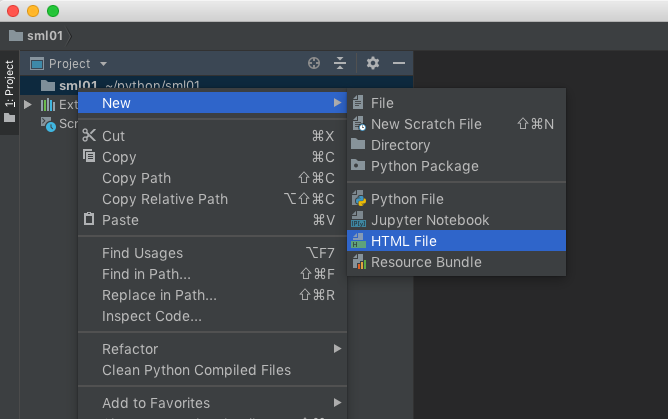 sml01
1: Project
Project
sml01 ~/python/sml01
Ext
Scr
New
Cut ⌘X
Copy ⌘C
Copy Path ⇧⌘C
Copy Relative Path ⌥⇧⌘C
Paste ⌘V
Find Usages ⌥F7
Find in Path... ⇧⌘F
Replace in Path... ⇧⌘R
Inspect Code...
Refactor
Clean Python Compiled Files
Add to Favorites
File
New Scratch File ⇧⌘N
Directory
Python Package
Python File
Jupyter Notebook
HTML File
Resource Bundle